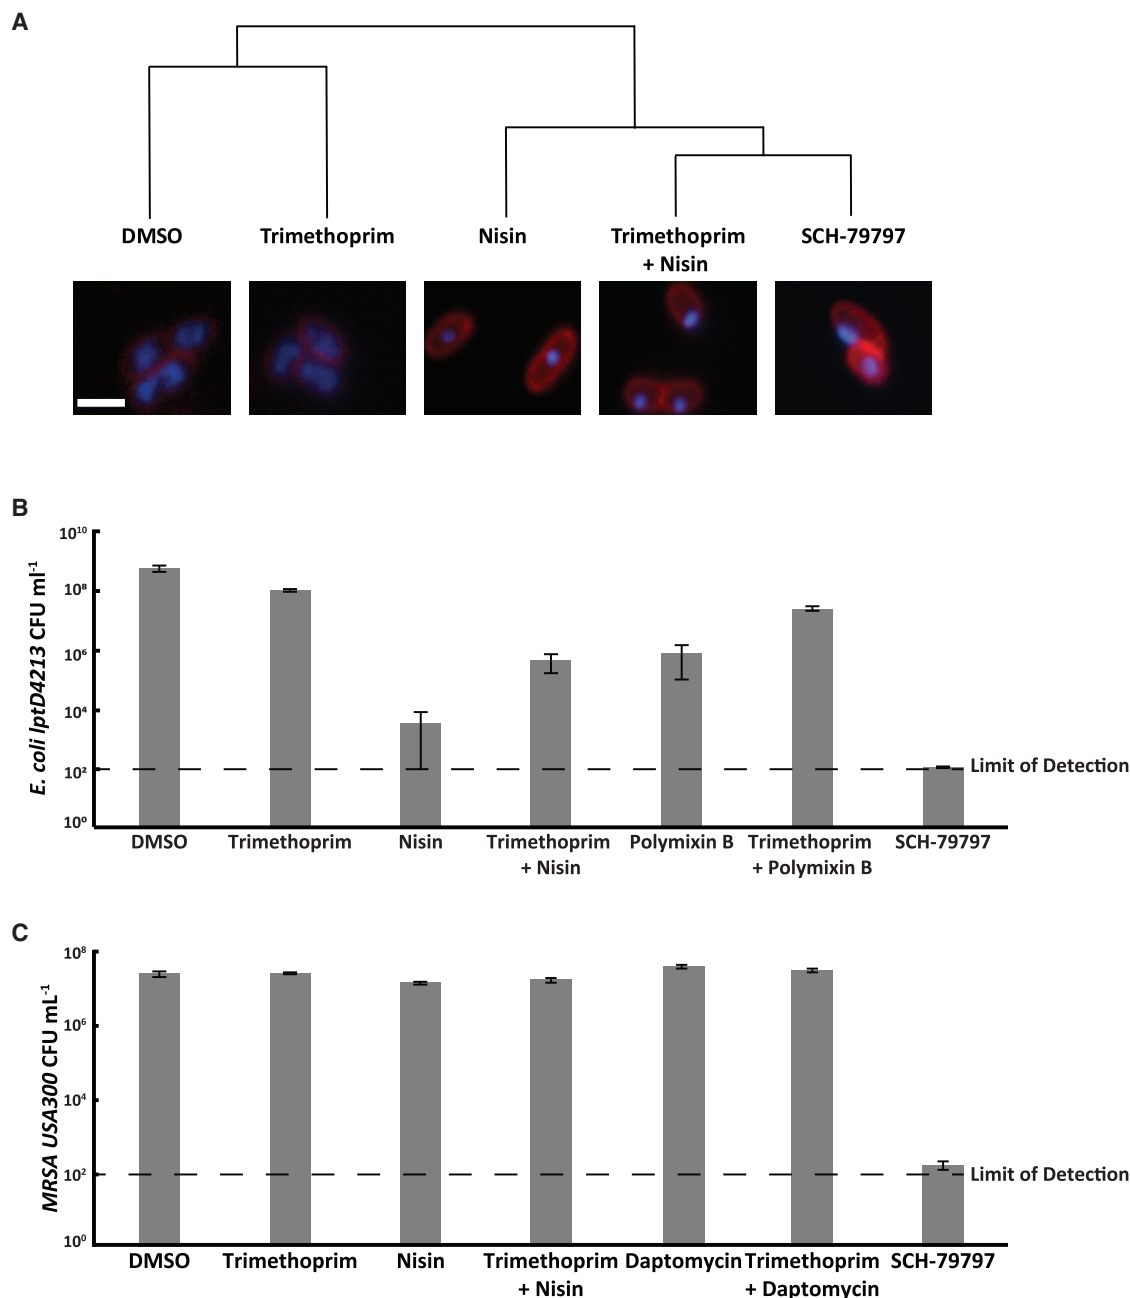 A
DMSO
Trimethoprim
Nisin
Trimethoprim
+ Nisin
SCH-79797
B
E. coli lptD4213 CFU ml-1
10¹⁰
10⁸
10⁶
10⁴
10²
10⁰
Limit of Detection
DMSO
Trimethoprim
Nisin
Trimethoprim
+ Nisin
Polymixin B
Trimethoprim
+ Polymixin B
SCH-79797
C
MRSA USA300 CFU mL-1
10⁸
10⁶
10⁴
10²
10⁰
Limit of Detection
DMSO
Trimethoprim
Nisin
Trimethoprim
+ Nisin
Daptomycin
Trimethoprim
+ Daptomycin
SCH-79797